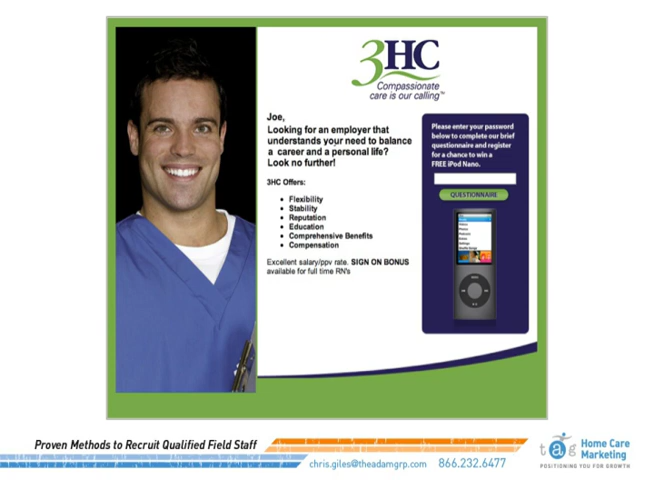 3HC
Compassionate
care is our calling™
Joe,
Looking for an employer that
understands your need to balance
a career and a personal life?
Look no further!
3HC Offers:
• Flexibility
• Stability
• Reputation
• Education
• Comprehensive Benefits
• Compensation
Excellent salary/ppv rate. SIGN ON BONUS
available for full time RN's
Please enter your password
below to complete our brief
questionnaire and register
for a chance to win a
FREE iPod Nano.
QUESTIONNAIRE
MENU
Proven Methods to Recruit Qualified Field Staff
chris.giles@theadamgrp.com 866.232.6477
tag
Home Care
Marketing
POSITIONING YOU FOR GROWTH